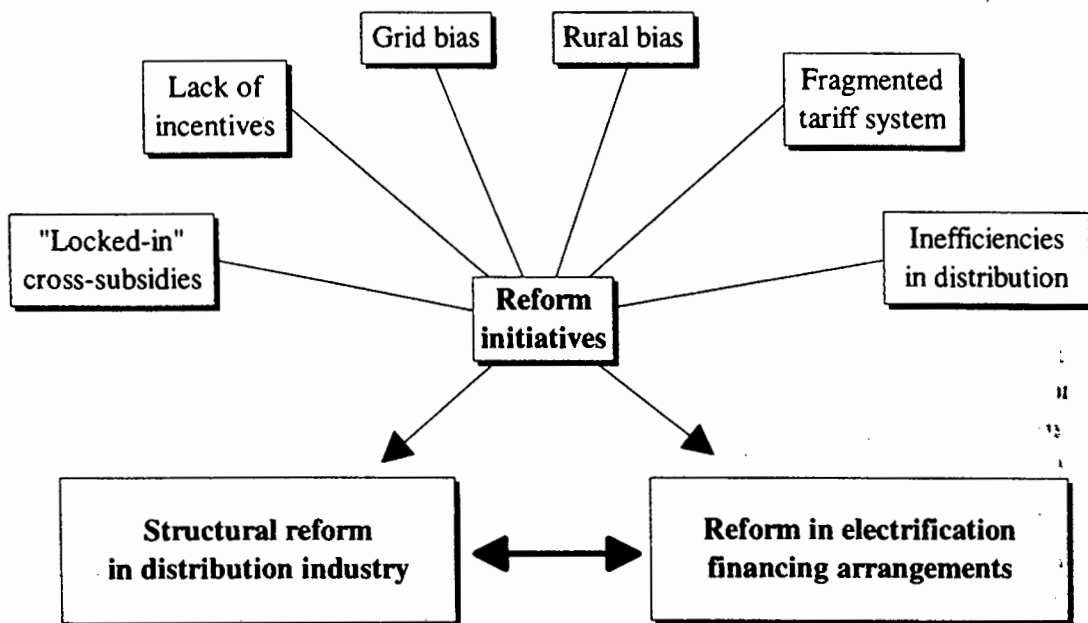 Grid bias
Rural bias
Lack of
incentives
Fragmented
tariff system
"Locked-in"
cross-subsidies
Inefficiencies
in distribution
Reform
initiatives
Structural reform
in distribution industry
Reform in electrification
financing arrangements